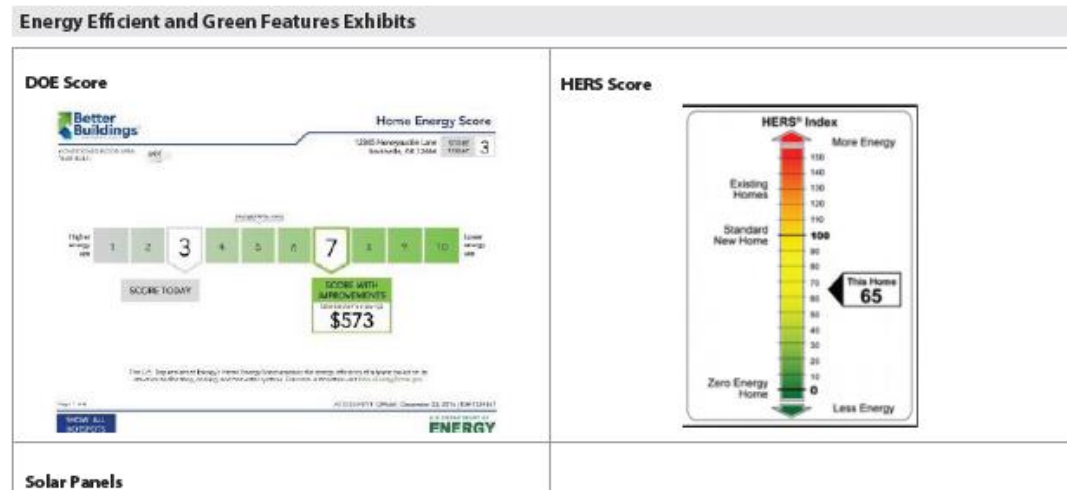 Energy Efficient and Green Features Exhibits
DOE Score
Better
Buildings
Home Energy Score
3
Higher
energy
use
1 2 3 4 5 6 7 8 9 10
Lower
energy
use
SCORE TODAY
SCORE WITH
IMPROVEMENTS
$573
SHOW ALL
HOTSPOTS
ENERGY
HERS Score
HERS® Index
More Energy
150
140
Existing
Homes
130
120
110
Standard
New Home
100
90
80
70
This Home
65
60
50
40
30
20
10
Zero Energy
Home
0
Less Energy
Solar Panels